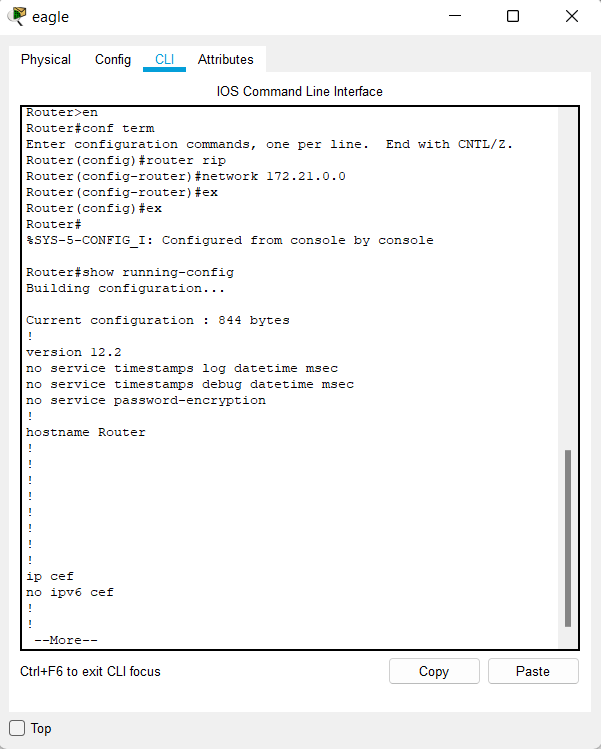 eagle
Physical Config CLI Attributes
IOS Command Line Interface
Router>en
Router#conf term
Enter configuration commands, one per line.  End with CNTL/Z.
Router(config)#router rip
Router(config-router)#network 172.21.0.0
Router(config-router)#ex
Router(config)#ex
Router#
%SYS-5-CONFIG_I: Configured from console by console
Router#show running-config
Building configuration...
Current configuration : 844 bytes
!
version 12.2
no service timestamps log datetime msec
no service timestamps debug datetime msec
no service password-encryption
!
hostname Router
!
!
!
!
!
!
!
!
ip cef
no ipv6 cef
!
!
 --More--
Ctrl+F6 to exit CLI focus
Copy Paste
Top